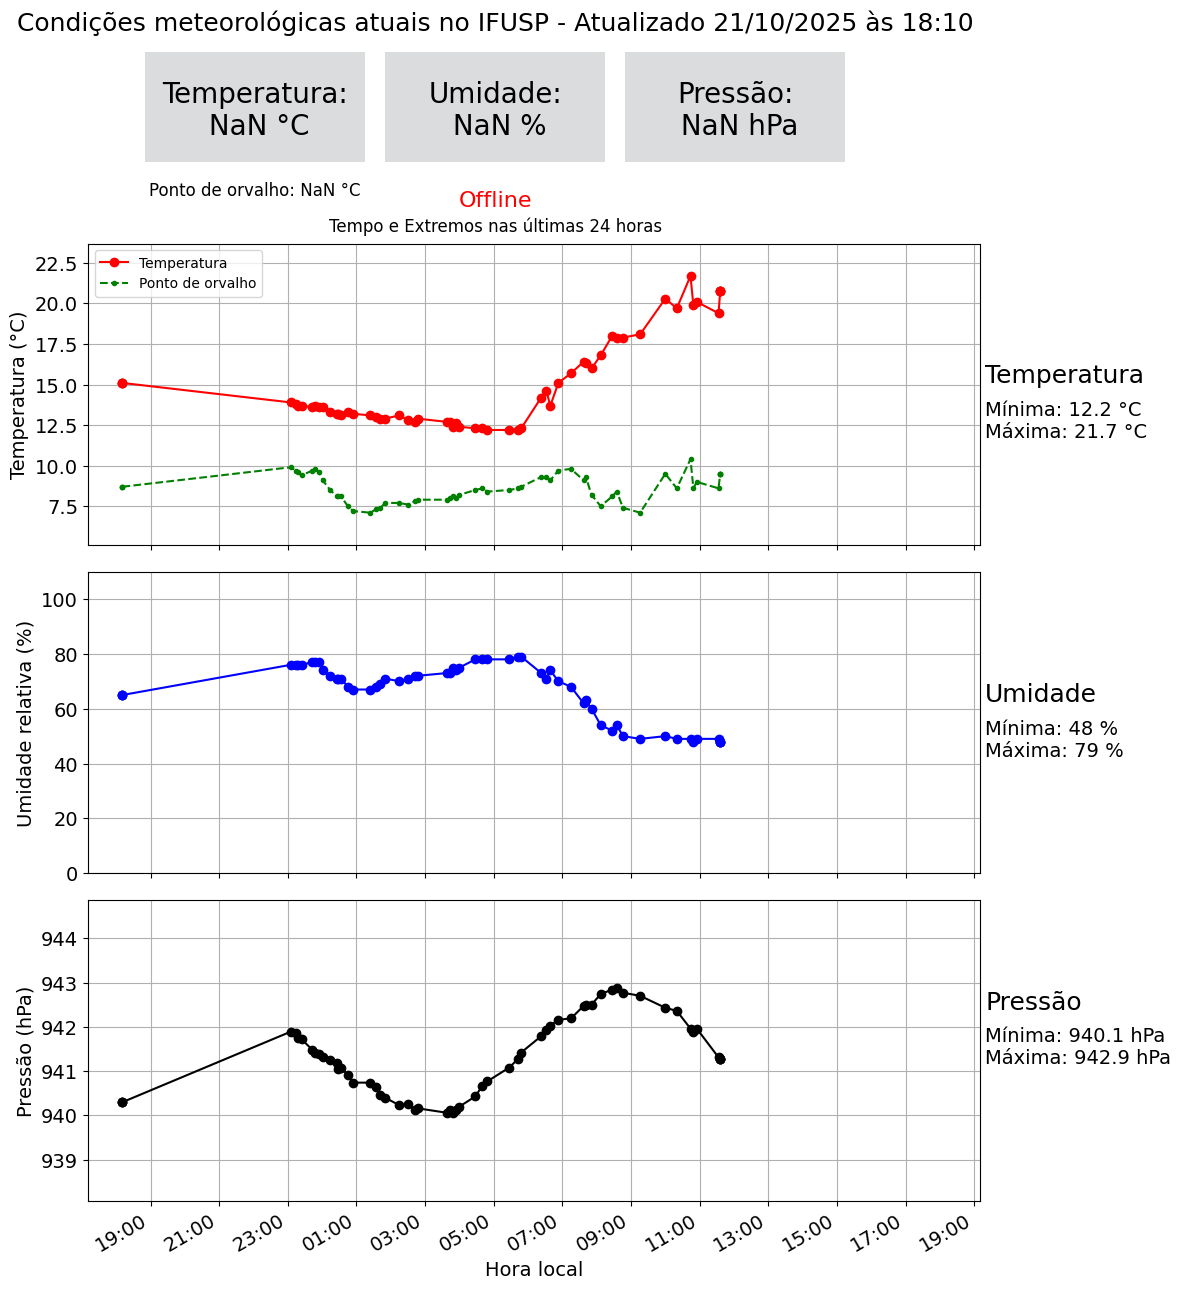 Condições meteorológicas atuais no IFUSP - Atualizado 21/10/2025 às 18:10
Temperatura:
NaN °C
Umidade:
NaN %
Pressão:
NaN hPa
Ponto de orvalho: NaN °C
Offline
Tempo e Extremos nas últimas 24 horas
Temperatura
Ponto de orvalho
22.5
20.0
17.5
15.0
12.5
10.0
7.5
Temperatura (°C)
Temperatura
Mínima: 12.2 °C
Máxima: 21.7 °C
100
80
60
40
20
0
Umidade relativa (%)
Umidade
Mínima: 48 %
Máxima: 79 %
944
943
942
941
940
939
Pressão (hPa)
Pressão
Mínima: 940.1 hPa
Máxima: 942.9 hPa
19:00 21:00 23:00 01:00 03:00 05:00 07:00 09:00 11:00 13:00 15:00 17:00 19:00
Hora local